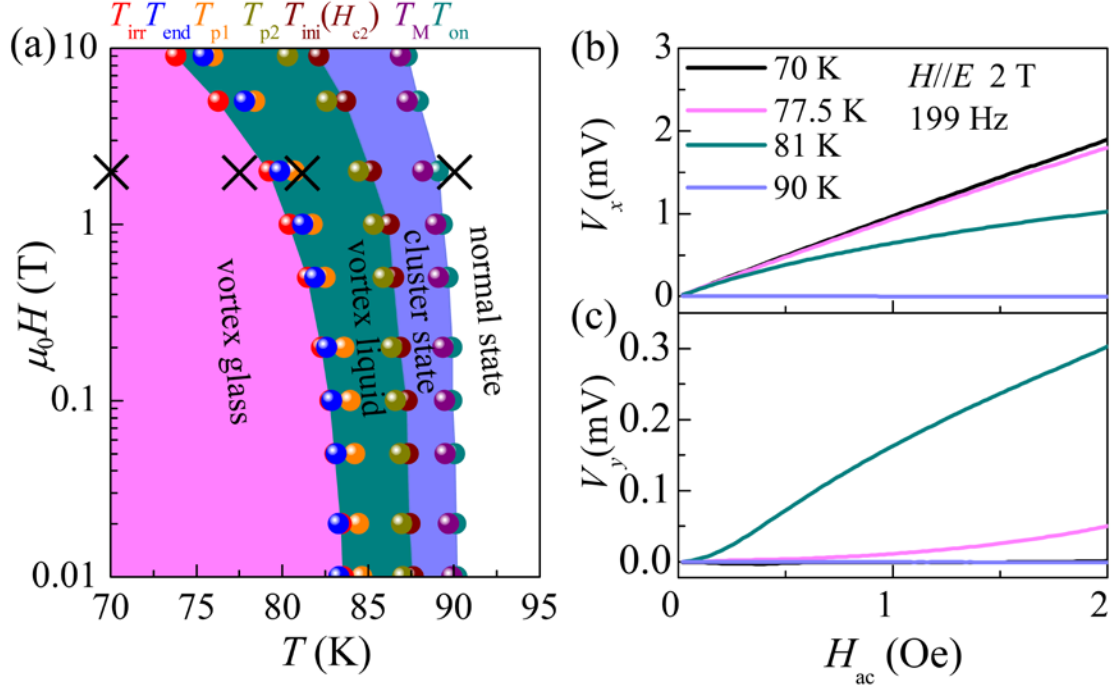 T_irr T_end T_p1 T_p2 T_ini(H_c2) T_M T_on
(a)
10
1
0.1
0.01
μ₀H (T)
vortex glass
vortex liquid
cluster state
normal state
70 75 80 85 90 95
T (K)
(b)
70 K
77.5 K
81 K
90 K
H//E 2 T
199 Hz
3
2
1
0
V_x(mV)
(c)
0.3
0.2
0.1
0.0
V_y(mV)
0 1 2
H_ac (Oe)